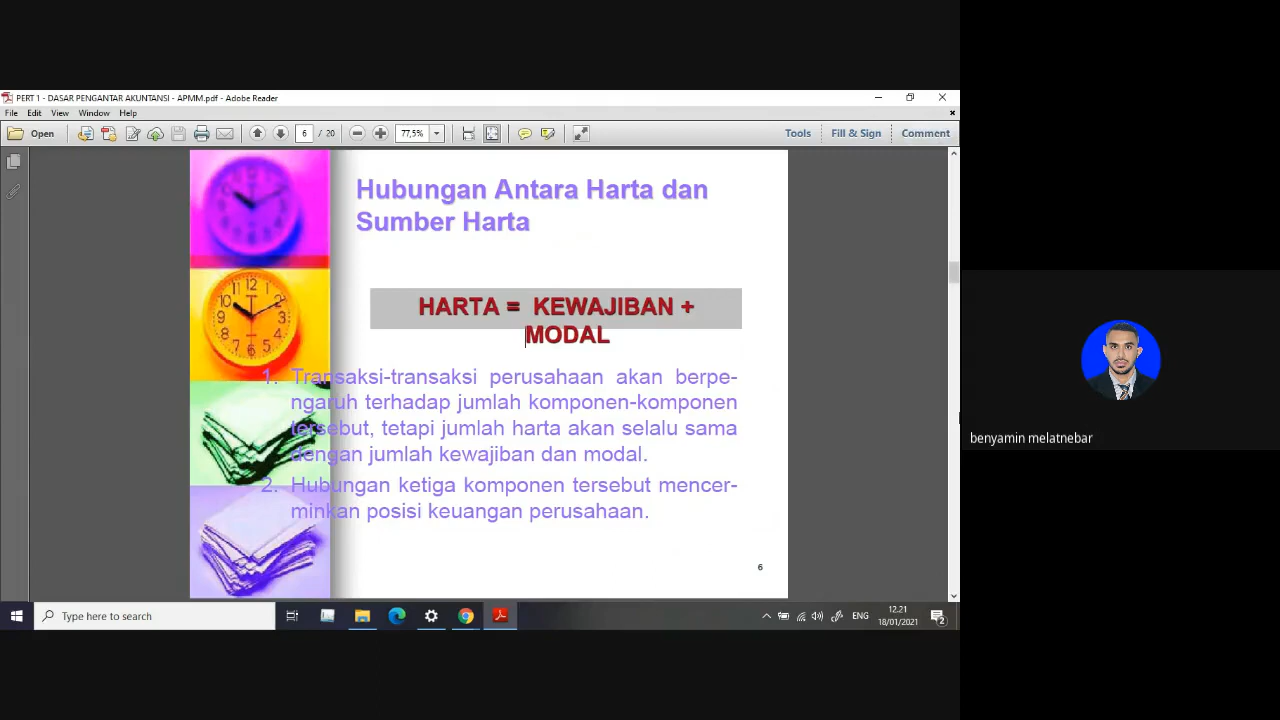 PERT 1 - DASAR PENGANTAR AKUNTANSI - APMM.pdf - Adobe Reader
File Edit View Window Help
Open 6 / 20 77,5% Tools Fill & Sign Comment
Hubungan Antara Harta dan
Sumber Harta
HARTA = KEWAJIBAN +
MODAL
1. Transaksi-transaksi perusahaan akan berpe-
ngaruh terhadap jumlah komponen-komponen
tersebut, tetapi jumlah harta akan selalu sama
dengan jumlah kewajiban dan modal.
2. Hubungan ketiga komponen tersebut mencer-
minkan posisi keuangan perusahaan.
6
benyamin melatnebar
Type here to search
ENG
12.21
18/01/2021
2